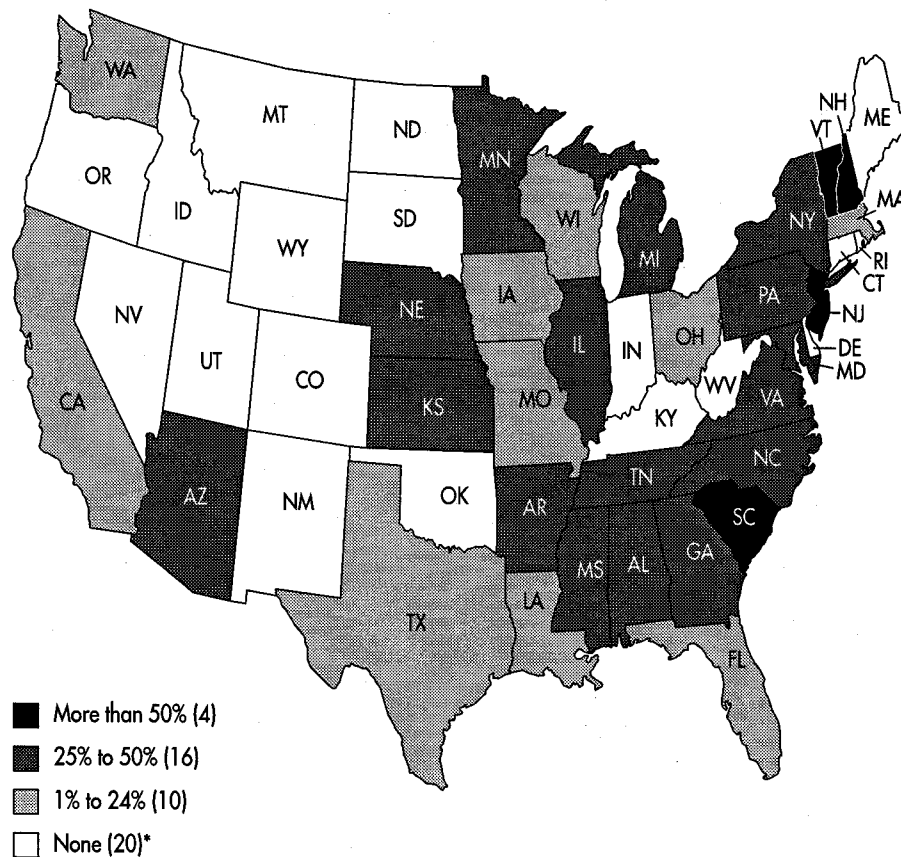 WA
MT
ND
MN
OR
ID
SD
WY
WI
MI
NY
VT
NH
ME
MA
RI
CT
NJ
PA
DE
MD
NV
UT
CO
NE
IA
IL
IN
OH
WV
VA
KY
CA
KS
MO
AZ
NM
OK
AR
TN
NC
SC
MS
AL
GA
TX
LA
FL
More than 50% (4)
25% to 50% (16)
1% to 24% (10)
None (20)*